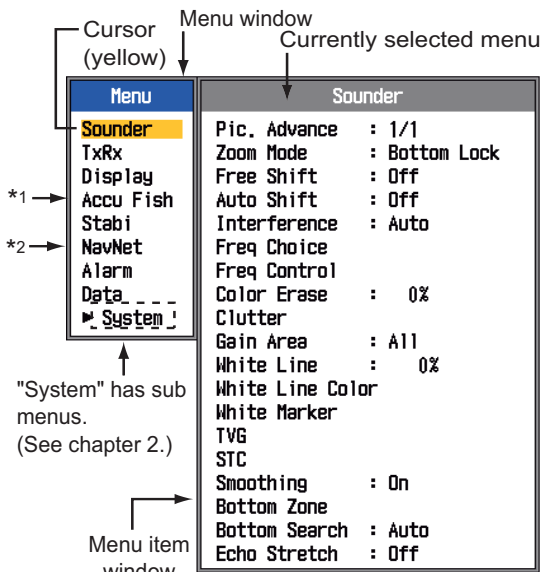 Menu window
Cursor
(yellow)
Currently selected menu
Menu
Sounder
TxRx
Display
*1 Accu Fish
Stabi
*2 NavNet
Alarm
Data
System
"System" has sub
menus.
(See chapter 2.)
Menu item
window
Sounder
Pic. Advance : 1/1
Zoom Mode : Bottom Lock
Free Shift : Off
Auto Shift : Off
Interference : Auto
Freq Choice
Freq Control
Color Erase : 0%
Clutter
Gain Area : All
White Line : 0%
White Line Color
White Marker
TVG
STC
Smoothing : On
Bottom Zone
Bottom Search : Auto
Echo Stretch : Off